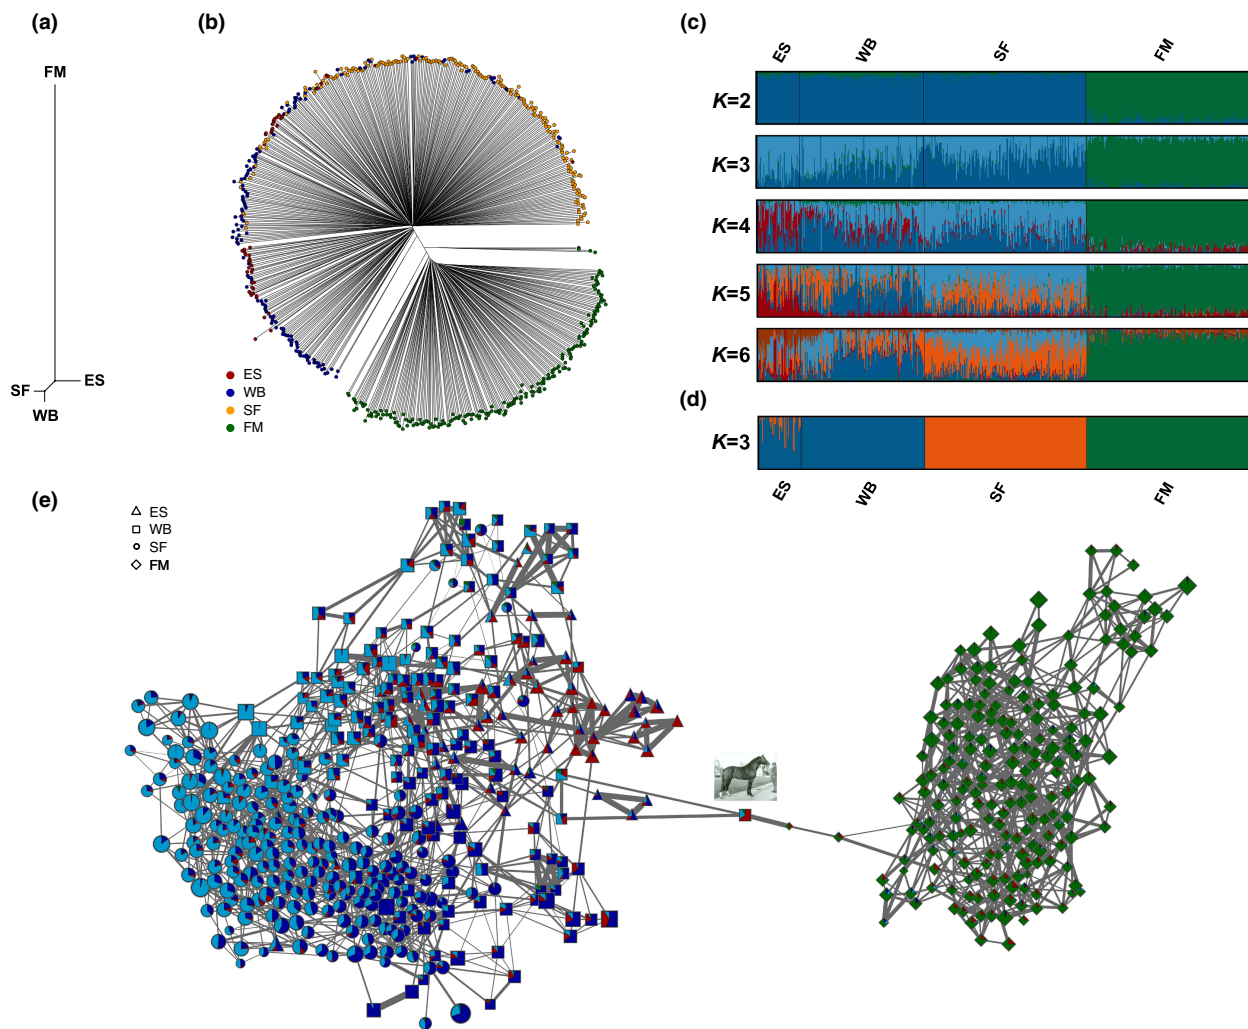 (a)
FM
SF
ES
WB
(b)
ES
WB
SF
FM
(c)
ES
WB
SF
FM
K=2
K=3
K=4
K=5
K=6
(d)
K=3
ES
WB
SF
FM
(e)
ES
WB
SF
FM